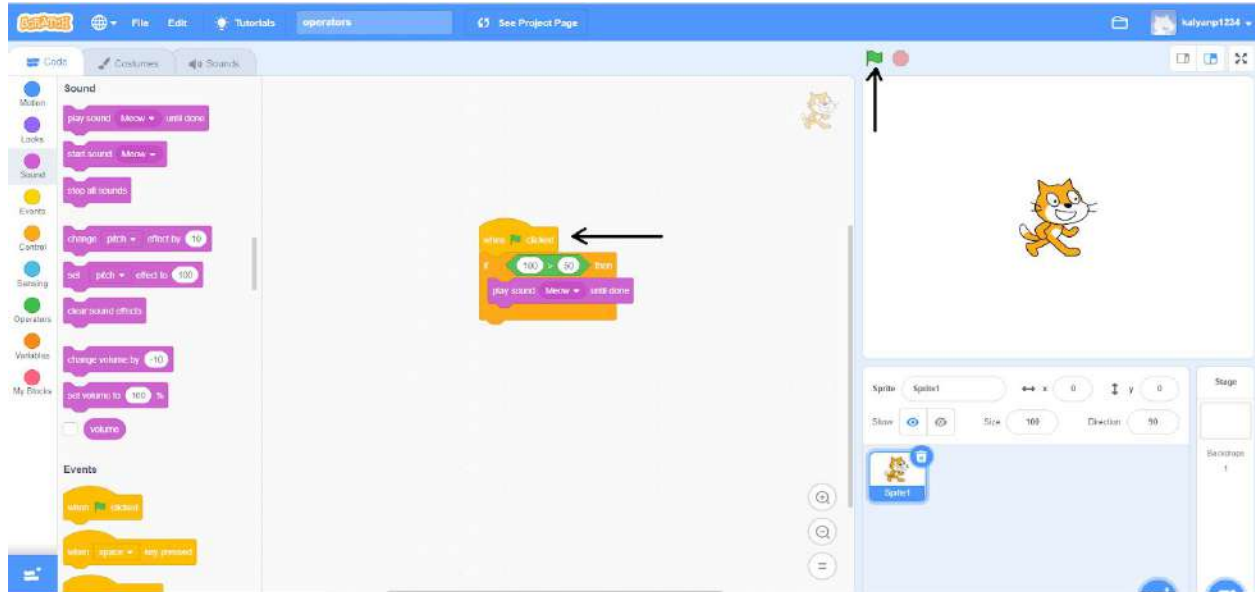 SCRATCH File Edit Tutorials operators See Project Page kalyanp1234
Code Costumes Sounds
Motion
Looks
Sound
Events
Control
Sensing
Operators
Variables
My Blocks
Sound
play sound Meow until done
start sound Meow
stop all sounds
change pitch effect by 10
set pitch effect to 100
clear sound effects
change volume by -10
set volume to 100 %
volume
Events
when clicked
when space key pressed
when clicked
if 100 > 50 then
play sound Meow until done
Sprite Sprite1 x 0 y 0
Show Size 100 Direction 90
Sprite1
Stage
Backdrops
1